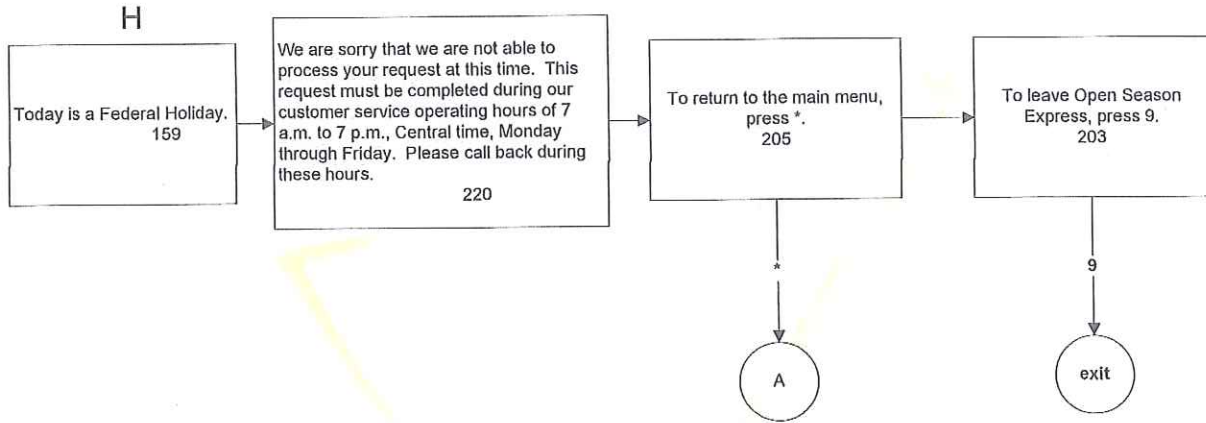 H
Today is a Federal Holiday.
159
We are sorry that we are not able to
process your request at this time. This
request must be completed during our
customer service operating hours of 7
a.m. to 7 p.m., Central time, Monday
through Friday. Please call back during
these hours.
220
To return to the main menu,
press *.
205
To leave Open Season
Express, press 9.
203
*
9
A
exit